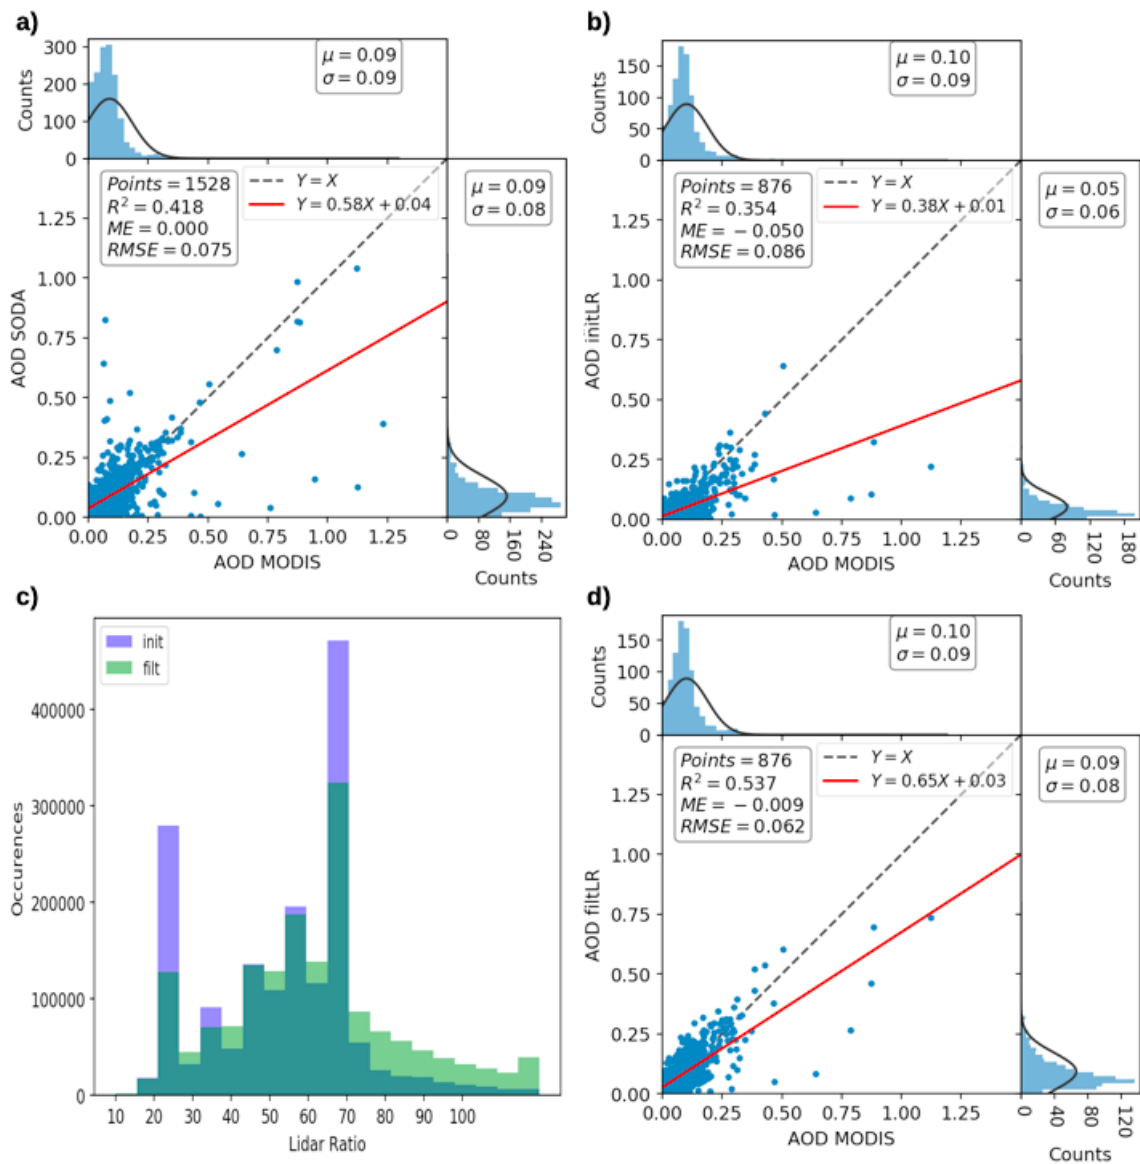 a)
300
200
100
0
Counts
μ = 0.09
σ = 0.09
Points = 1528
R² = 0.418
ME = 0.000
RMSE = 0.075
Y = X
Y = 0.58X + 0.04
μ = 0.09
σ = 0.08
1.25
1.00
0.75
0.50
0.25
0.00
AOD SODA
0.00 0.25 0.50 0.75 1.00 1.25
AOD MODIS
0 80 160 240
Counts
b)
150
100
50
0
Counts
μ = 0.10
σ = 0.09
Points = 876
R² = 0.354
ME = − 0.050
RMSE = 0.086
Y = X
Y = 0.38X + 0.01
μ = 0.05
σ = 0.06
1.25
1.00
0.75
0.50
0.25
0.00
AOD initLR
0.00 0.25 0.50 0.75 1.00 1.25
AOD MODIS
0 60 120 180
Counts
c)
init
filt
400000
300000
200000
100000
0
Occurences
10 20 30 40 50 60 70 80 90 100
Lidar Ratio
d)
150
100
50
0
Counts
μ = 0.10
σ = 0.09
Points = 876
R² = 0.537
ME = − 0.009
RMSE = 0.062
Y = X
Y = 0.65X + 0.03
μ = 0.09
σ = 0.08
1.25
1.00
0.75
0.50
0.25
0.00
AOD filtLR
0.00 0.25 0.50 0.75 1.00 1.25
AOD MODIS
0 40 80 120
Counts